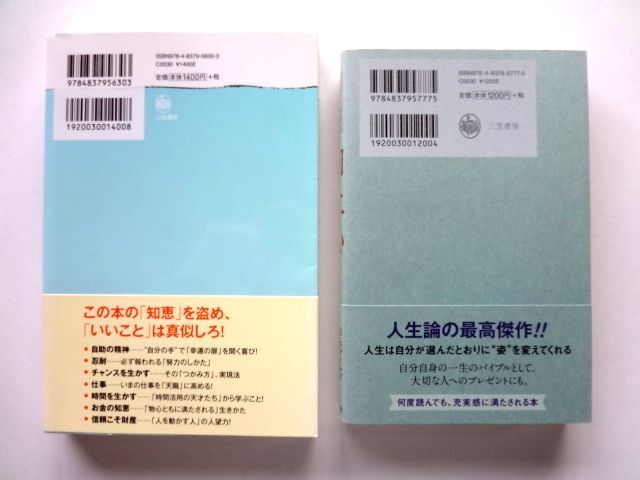 ISBN978-4-8379-5630-3
C0030 ¥1400E
定価 本体1400円 +税
9784837956303
1920030014008
三笠書房
この本の「知恵」を盗め、
「いいこと」は真似しろ!
● 自助の精神……“自分の手”で「幸運の扉」を開く喜び!
● 忍耐……必ず報われる「努力のしかた」
● チャンスを生かす……その「つかみ方」、実現法
● 仕事……いまの仕事を「天職」に高める!
● 時間を生かす……「時間活用の天才たち」から学ぶこと!
● お金の知恵……「物心ともに満たされる」生きかた
● 信頼こそ財産……「人を動かす人」の人望力!
ISBN978-4-8379-5777-5
C0030 ¥1200E
定価 本体1200円 +税
9784837957775
1920030012004
三笠書房
人生論の最高傑作!!
人生は自分が選んだとおりに“姿”を変えてくれる
自分自身の一生のバイブルとして、
大切な人へのプレゼントにも。
何度読んでも、充実感に満たされる本